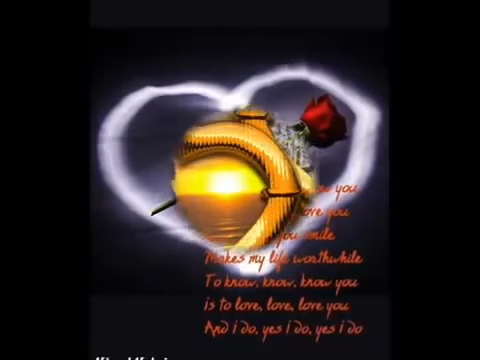 you
love you
you smile
Makes my life worthwhile
To know, know, know you
is to love, love, love you
And i do, yes i do, yes i do